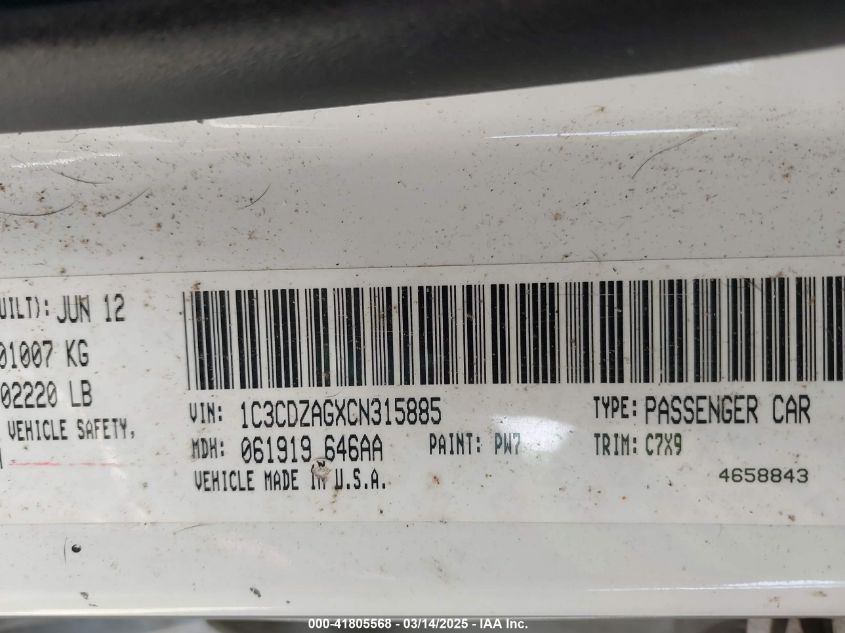 UILT): JUN 12
01007 KG
02220 LB
VEHICLE SAFETY,
VIN: 1C3CDZAGXCN315885 TYPE: PASSENGER CAR
MDH: 061919 646AA PAINT: PW7 TRIM: C7X9
VEHICLE MADE IN U.S.A. 4658843
000-41805568 - 03/14/2025 - IAA Inc.